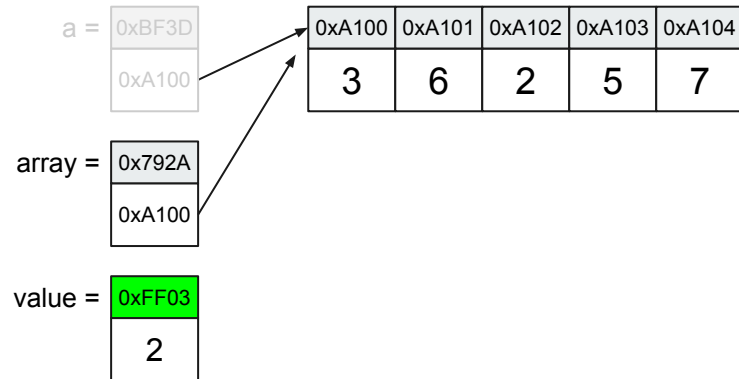 a = 0xBF3D 0xA100 0xA101 0xA102 0xA103 0xA104
0xA100 3 6 2 5 7
array = 0x792A
0xA100
value = 0xFF03
2